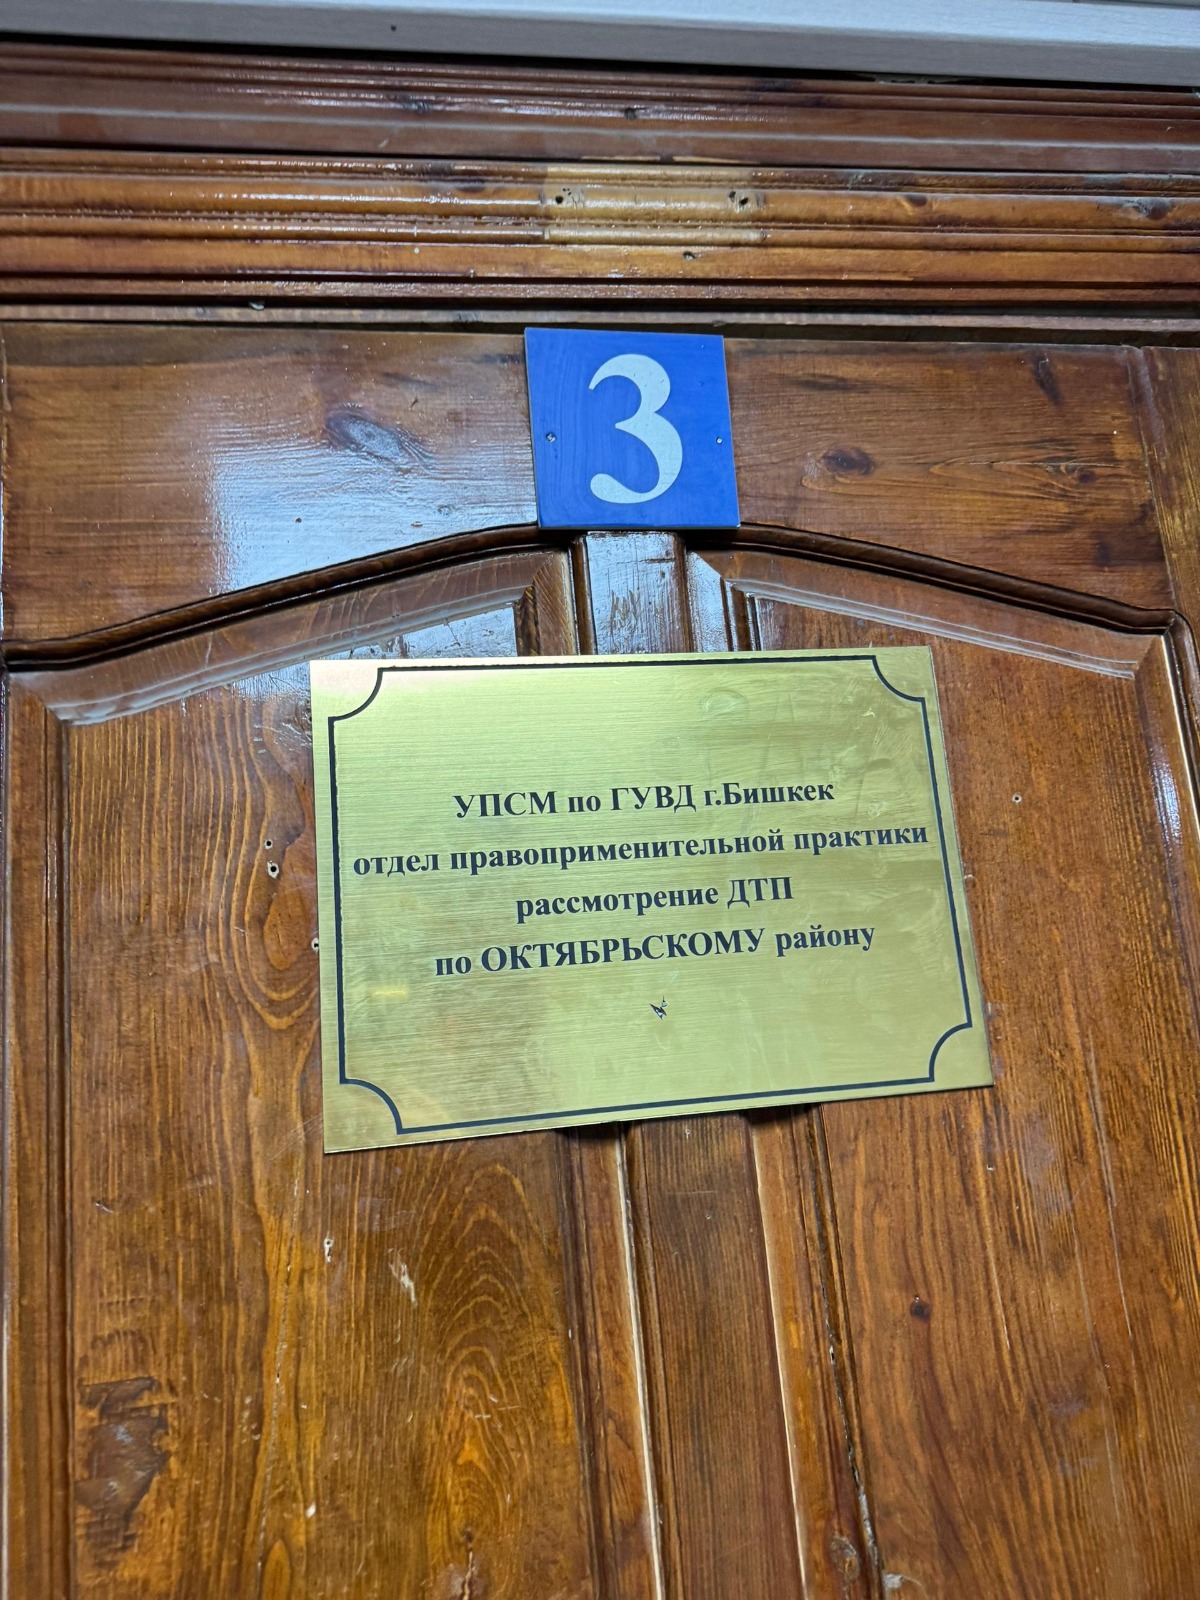 3
УПСМ по ГУВД г.Бишкек
отдел правоприменительной практики
рассмотрение ДТП
по ОКТЯБРЬСКОМУ району